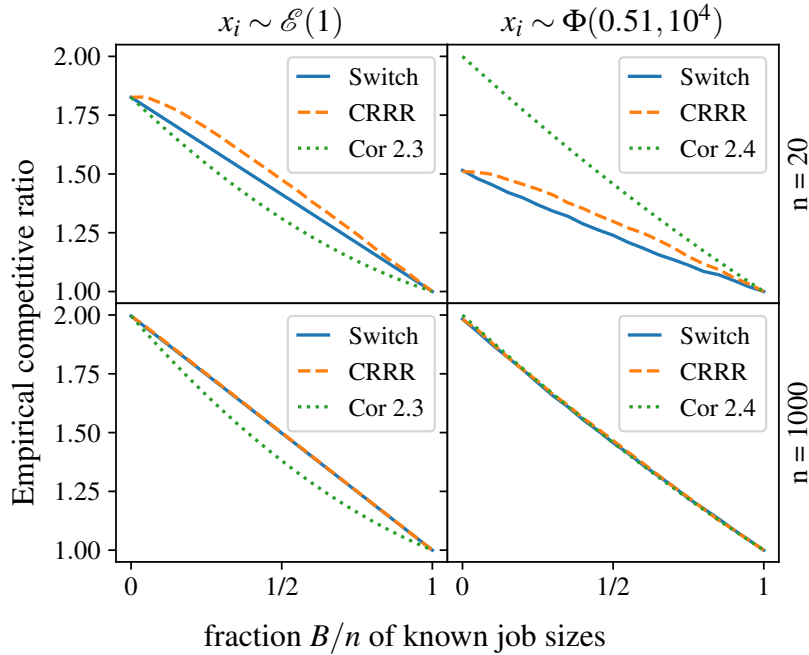 x_i ∼ ℰ(1)
x_i ∼ Φ(0.51, 10^4)
2.00
1.75
1.50
1.25
1.00
Switch
CRRR
Cor 2.3
Switch
CRRR
Cor 2.4
n = 20
2.00
1.75
1.50
1.25
1.00
Switch
CRRR
Cor 2.3
Switch
CRRR
Cor 2.4
n = 1000
Empirical competitive ratio
0
1/2
1
0
1/2
1
fraction B/n of known job sizes